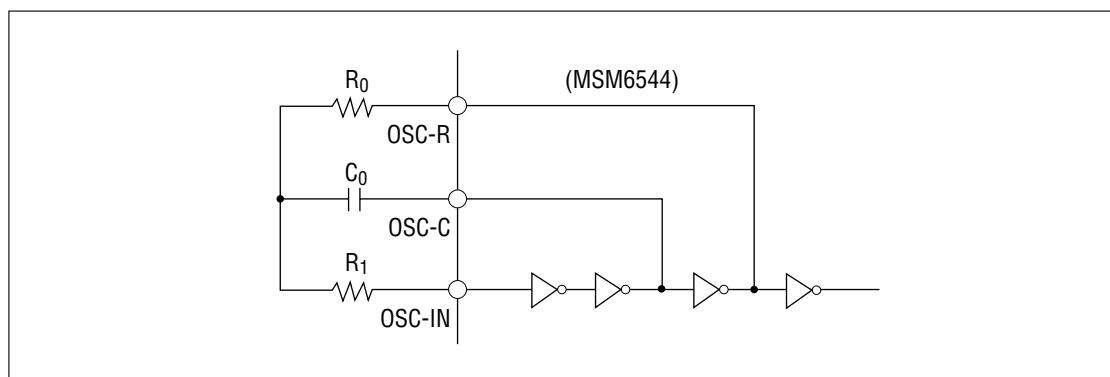 R0
(MSM6544)
OSC-R
C0
OSC-C
R1
OSC-IN